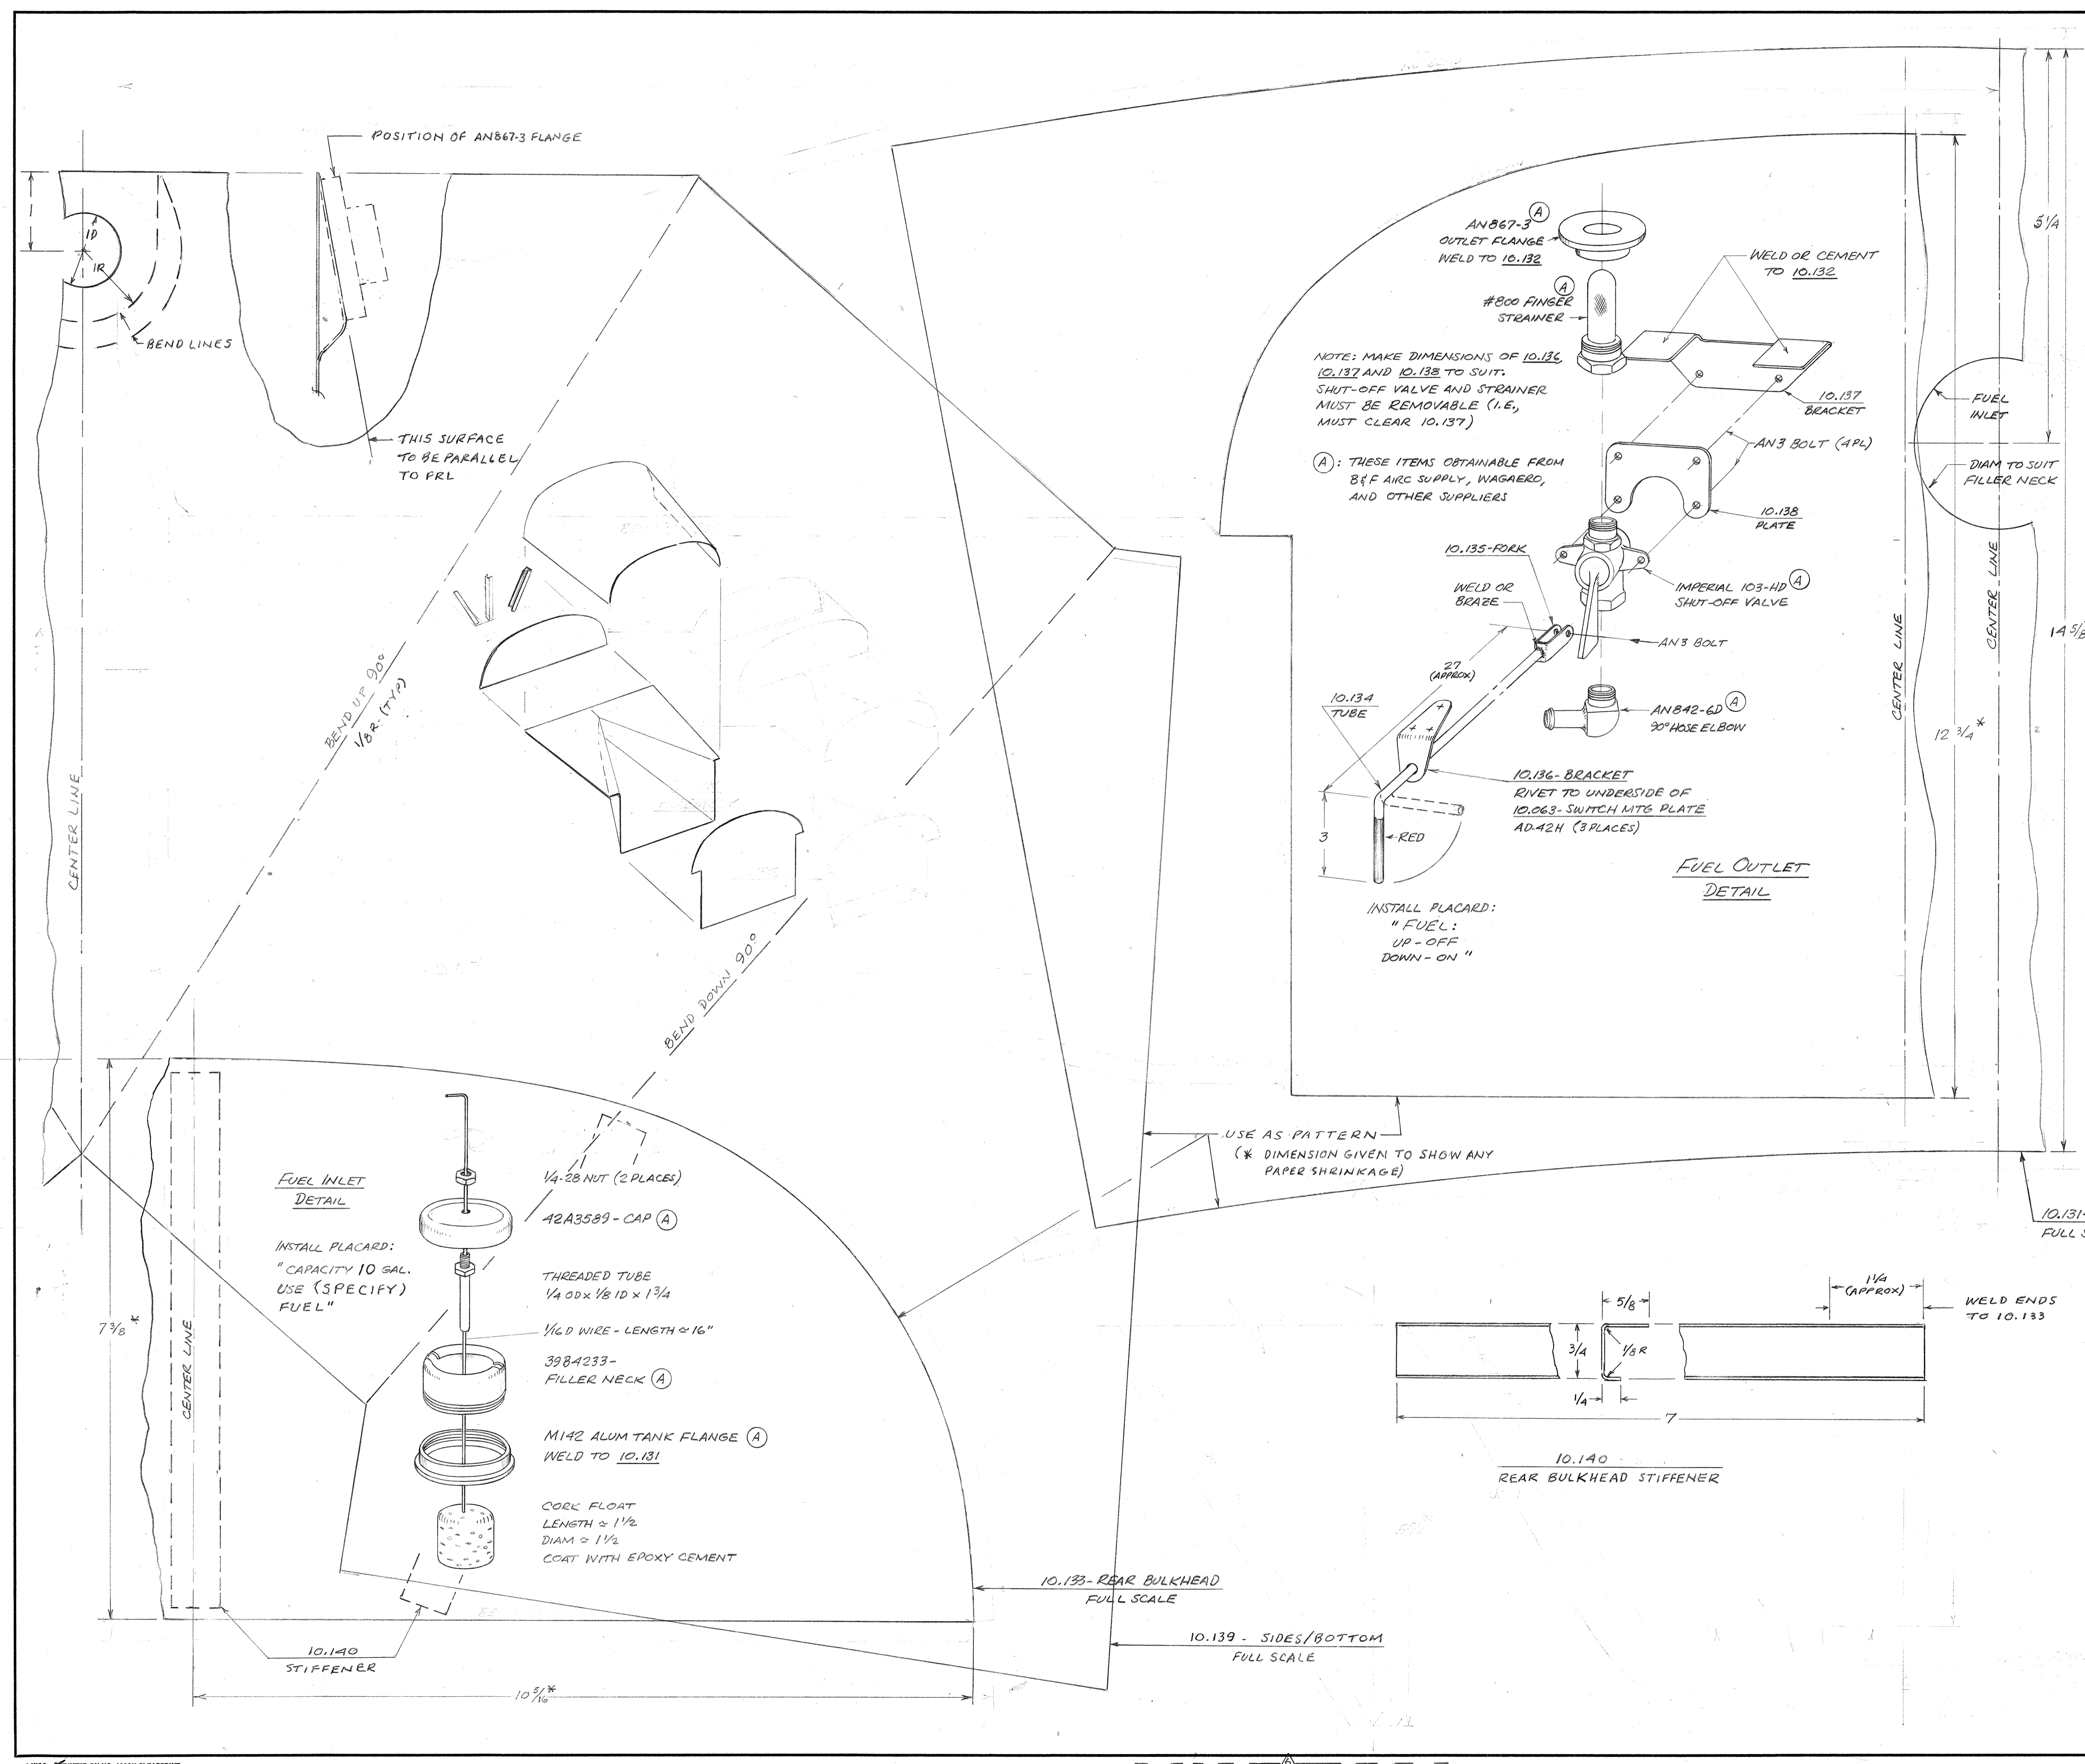 POSITION OF AN867-3 FLANGE
1D
1R
BEND LINES
THIS SURFACE
TO BE PARALLEL
TO FRL
BEND UP 90°
1/8 R. (TYP)
CENTER LINE
BEND DOWN 90°
AN867-3 A
OUTLET FLANGE
WELD TO 10.132
A
#800 FINGER
STRAINER
WELD OR CEMENT
TO 10.132
NOTE: MAKE DIMENSIONS OF 10.136,
10.137 AND 10.138 TO SUIT.
SHUT-OFF VALVE AND STRAINER
MUST BE REMOVABLE (I.E.,
MUST CLEAR 10.137)
A: THESE ITEMS OBTAINABLE FROM
B&F AIRC SUPPLY, WAGAERO,
AND OTHER SUPPLIERS
10.137
BRACKET
AN3 BOLT (4PL)
10.138
PLATE
10.135-FORK
WELD OR
BRAZE
IMPERIAL 103-HD A
SHUT-OFF VALVE
AN3 BOLT
27
(APPROX)
10.134
TUBE
AN842-6D A
90° HOSE ELBOW
10.136-BRACKET
RIVET TO UNDERSIDE OF
10.063-SWITCH MTG PLATE
AD42H (3 PLACES)
3
RED
FUEL OUTLET
DETAIL
INSTALL PLACARD:
"FUEL:
UP-OFF
DOWN-ON"
5 1/4
FUEL
INLET
DIAM TO SUIT
FILLER NECK
CENTER LINE
CENTER LINE
14 5/8
12 3/4*
USE AS PATTERN
(* DIMENSION GIVEN TO SHOW ANY
PAPER SHRINKAGE)
10.131-
FULL S
FUEL INLET
DETAIL
INSTALL PLACARD:
"CAPACITY 10 GAL.
USE (SPECIFY)
FUEL"
7 3/8*
CENTER LINE
1/4-28 NUT (2 PLACES)
42A3589-CAP A
THREADED TUBE
1/4 OD x 1/8 ID x 1 3/4
1/16 D WIRE-LENGTH ≈ 16"
3984233-
FILLER NECK A
M142 ALUM TANK FLANGE A
WELD TO 10.131
CORK FLOAT
LENGTH ≈ 1 1/2
DIAM ≈ 1 1/2
COAT WITH EPOXY CEMENT
10.133-REAR BULKHEAD
FULL SCALE
10.139 - SIDES/BOTTOM
FULL SCALE
10.140
STIFFENER
10 5/16*
1 1/4
(APPROX)
5/8
WELD ENDS
TO 10.133
3/4
1/8 R
1/4
7
10.140
REAR BULKHEAD STIFFENER